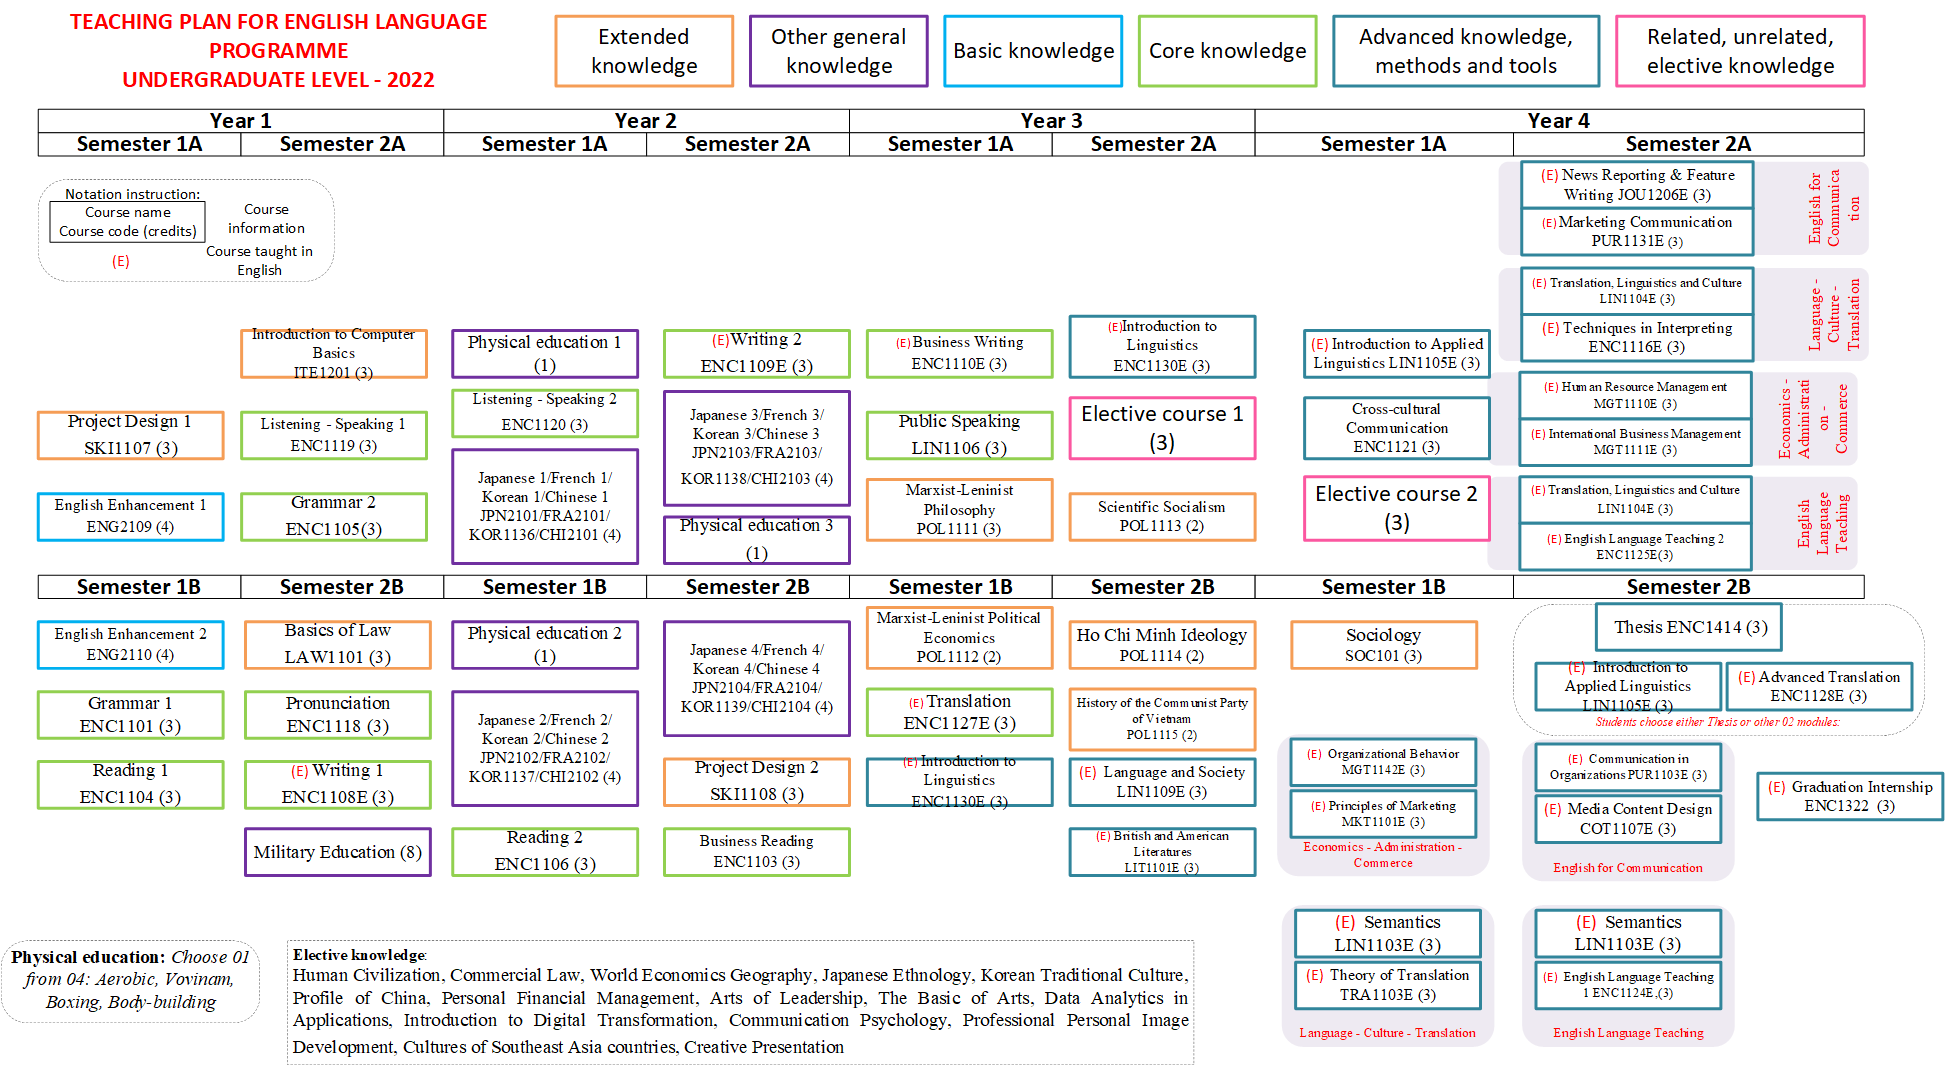 TEACHING PLAN FOR ENGLISH LANGUAGE
PROGRAMME
UNDERGRADUATE LEVEL - 2022
Extended
knowledge
Other general
knowledge
Basic knowledge
Core knowledge
Advanced knowledge,
methods and tools
Related, unrelated,
elective knowledge
Year 1
Year 2
Year 3
Year 4
Semester 1A
Semester 2A
Semester 1A
Semester 2A
Semester 1A
Semester 2A
Semester 1A
Semester 2A
Notation instruction:
Course name
Course code (credits)
Course
information
(E)
Course taught in
English
Project Design 1
SKI1107 (3)
English Enhancement 1
ENG2109 (4)
Introduction to Computer
Basics
ITE1201 (3)
Listening - Speaking 1
ENC1119 (3)
Grammar 2
ENC1105(3)
Physical education 1
(1)
Listening - Speaking 2
ENC1120 (3)
Japanese 1/French 1/
Korean 1/Chinese 1
JPN2101/FRA2101/
KOR1136/CHI2101 (4)
(E)Writing 2
ENC1109E (3)
Japanese 3/French 3/
Korean 3/Chinese 3
JPN2103/FRA2103/
KOR1138/CHI2103 (4)
Physical education 3
(1)
(E) Business Writing
ENC1110E (3)
Public Speaking
LIN1106 (3)
Marxist-Leninist
Philosophy
POL1111 (3)
(E)Introduction to
Linguistics
ENC1130E (3)
Elective course 1
(3)
Scientific Socialism
POL1113 (2)
(E) Introduction to Applied
Linguistics LIN1105E (3)
Cross-cultural
Communication
ENC1121 (3)
Elective course 2
(3)
(E) News Reporting & Feature
Writing JOU1206E (3)
(E) Marketing Communication
PUR1131E (3)
English for
Communica
tion
(E) Translation, Linguistics and Culture
LIN1104E (3)
(E) Techniques in Interpreting
ENC1116E (3)
Language -
Culture -
Translation
(E) Human Resource Management
MGT1110E (3)
(E) International Business Management
MGT1111E (3)
Economics -
Administrati
on -
Commerce
(E) Translation, Linguistics and Culture
LIN1104E (3)
(E) English Language Teaching 2
ENC1125E(3)
English
Language
Teaching
Semester 1B
Semester 2B
Semester 1B
Semester 2B
Semester 1B
Semester 2B
Semester 1B
Semester 2B
English Enhancement 2
ENG2110 (4)
Grammar 1
ENC1101 (3)
Reading 1
ENC1104 (3)
Basics of Law
LAW1101 (3)
Pronunciation
ENC1118 (3)
(E) Writing 1
ENC1108E (3)
Military Education (8)
Physical education 2
(1)
Japanese 2/French 2/
Korean 2/Chinese 2
JPN2102/FRA2102/
KOR1137/CHI2102 (4)
Reading 2
ENC1106 (3)
Japanese 4/French 4/
Korean 4/Chinese 4
JPN2104/FRA2104/
KOR1139/CHI2104 (4)
Project Design 2
SKI1108 (3)
Business Reading
ENC1103 (3)
Marxist-Leninist Political
Economics
POL1112 (2)
(E) Translation
ENC1127E (3)
(E) Introduction to
Linguistics
ENC1130E (3)
Ho Chi Minh Ideology
POL1114 (2)
History of the Communist Party
of Vietnam
POL1115 (2)
(E) Language and Society
LIN1109E (3)
(E) British and American
Literatures
LIT1101E (3)
Sociology
SOC101 (3)
(E) Organizational Behavior
MGT1142E (3)
(E) Principles of Marketing
MKT1101E (3)
Economics - Administration -
Commerce
(E) Semantics
LIN1103E (3)
(E) Theory of Translation
TRA1103E (3)
Language - Culture - Translation
Thesis ENC1414 (3)
(E) Introduction to
Applied Linguistics
LIN1105E (3)
(E) Advanced Translation
ENC1128E (3)
Students choose either Thesis or other 02 modules:
(E) Communication in
Organizations PUR1103E (3)
(E) Media Content Design
COT1107E (3)
English for Communication
(E) Graduation Internship
ENC1322 (3)
(E) Semantics
LIN1103E (3)
(E) English Language Teaching
1 ENC1124E,(3)
English Language Teaching
Physical education: Choose 01
from 04: Aerobic, Vovinam,
Boxing, Body-building
Elective knowledge:
Human Civilization, Commercial Law, World Economics Geography, Japanese Ethnology, Korean Traditional Culture,
Profile of China, Personal Financial Management, Arts of Leadership, The Basic of Arts, Data Analytics in
Applications, Introduction to Digital Transformation, Communication Psychology, Professional Personal Image
Development, Cultures of Southeast Asia countries, Creative Presentation